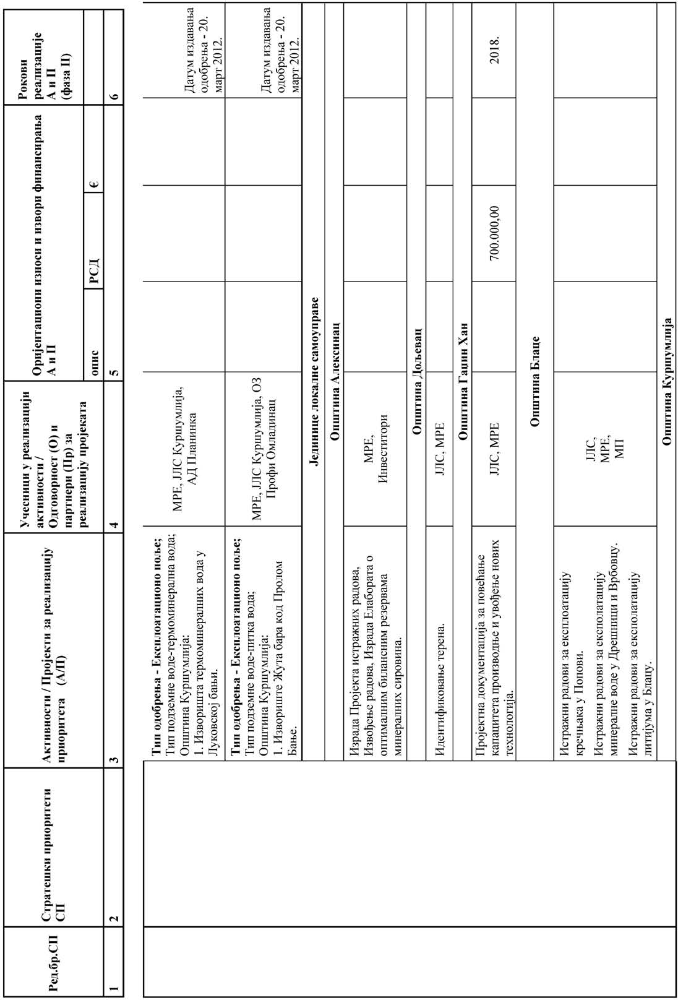 Ред.бр.СП
Стратешки приоритети
СП
Активности / Пројекти за реализацију
приоритета (А/П)
Учесници у реализацији
активности /
Одговорност (О) и
партнери (Пр) за
реализацију пројеката
Оријентациони износи и извори финансирања
А и П
опис
РСД
€
Рокови
реализације
А и П
(фаза II)
1
2
3
4
5
6
Тип одобрења - Експлоатационо поље;
Тип подземне воде-термоминерална вода;
Општина Куршумлија:
1. Изворишта термоминералних вода у
Луковској бањи.
МРЕ, ЈЛС Куршумлија,
АД Планинка
Датум издавања
одобрења - 20.
март 2012.
Тип одобрења - Експлоатационо поље;
Тип подземне воде-питка вода;
Општина Куршумлија:
1. Извориште Жута бара код Пролом
Бање.
МРЕ, ЈЛС Куршумлија, ОЗ
Профи Омладинац
Датум издавања
одобрења - 20.
март 2012.
Јединице локалне самоуправе
Општина Алексинац
Израда Пројекта истражних радова,
Извођење радова, Израда Елабората о
оптималним билансним резервама
минералних сировина.
МРЕ,
Инвеститори
Општина Дољевац
Идентификовање терена.
ЈЛС, МРЕ
Општина Гаџин Хан
Пројектна документација за повећање
капацитета производње и увођење нових
технологија.
ЈЛС, МРЕ
700.000,00
2018.
Општина Блаце
Истражни радови за експлоатацију
кречњака у Попови.
Истражни радови за експолатацију
минералне воде у Дрешници и Врбовцу.
Истражни радови за експолатацију
литијума у Блацу.
ЈЛС,
МРЕ,
МП
Општина Куршумлија